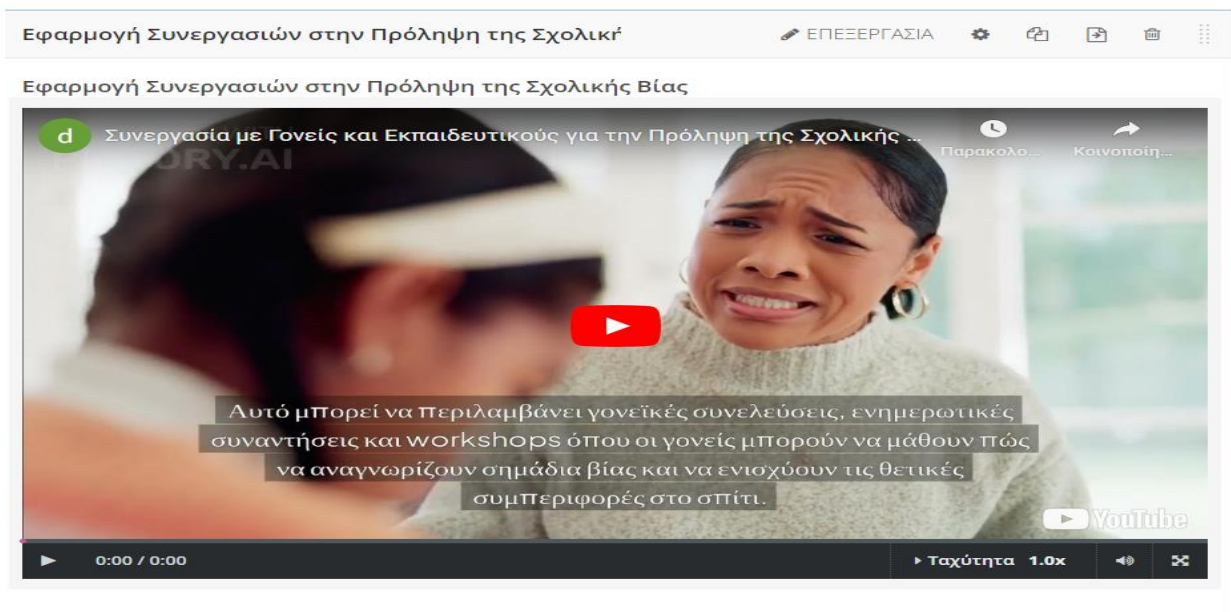 Εφαρμογή Συνεργασιών στην Πρόληψη της Σχολική
ΕΠΕΞΕΡΓΑΣΙΑ
Εφαρμογή Συνεργασιών στην Πρόληψη της Σχολικής Βίας
d Συνεργασία με Γονείς και Εκπαιδευτικούς για την Πρόληψη της Σχολικής ...
Παρακολο...
Κοινοποίη...
RY.AI
Αυτό μπορεί να περιλαμβάνει γονεϊκές συνελεύσεις, ενημερωτικές
συναντήσεις και workshops όπου οι γονείς μπορούν να μάθουν πώς
να αναγνωρίζουν σημάδια βίας και να ενισχύουν τις θετικές
συμπεριφορές στο σπίτι.
YouTube
0:00 / 0:00
Ταχύτητα 1.0x